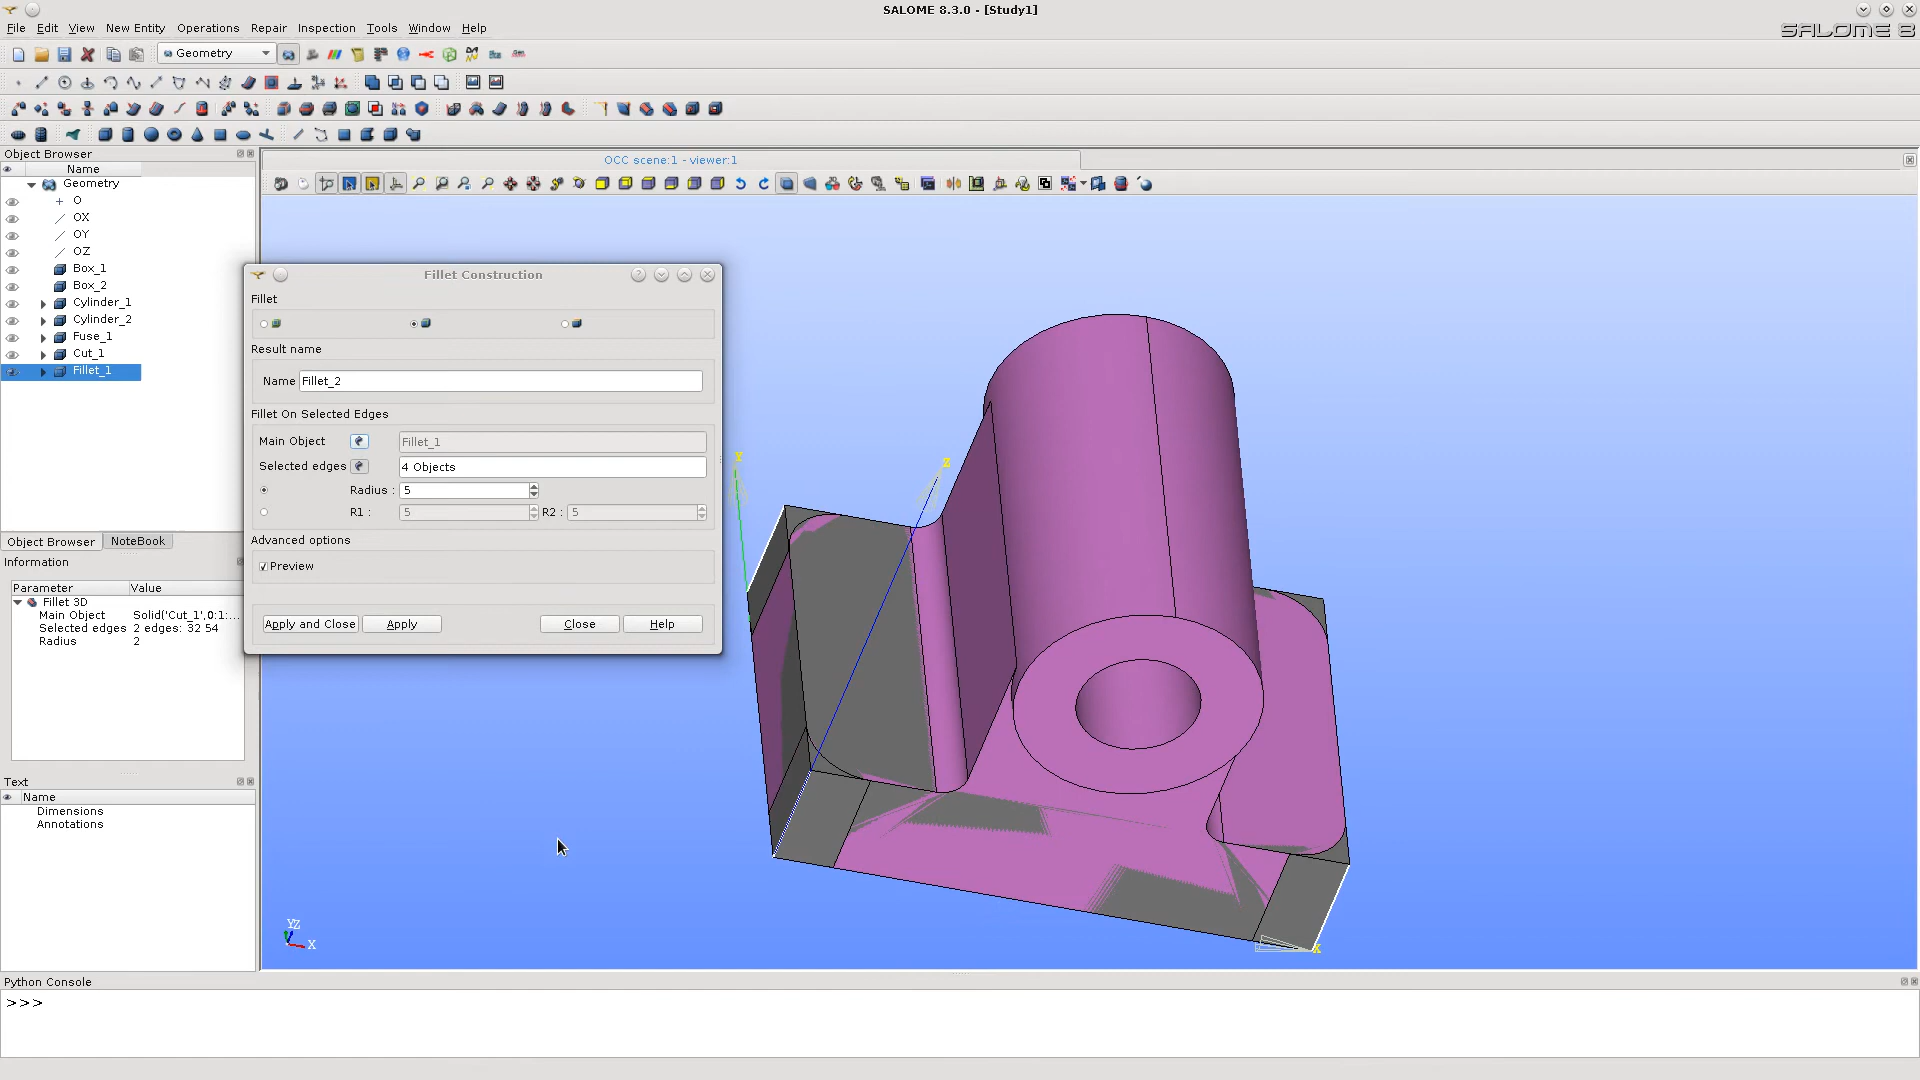 SALOME 8.3.0 - [Study1]
File Edit View New Entity Operations Repair Inspection Tools Window Help
SALOME 8
Geometry
Object Browser
OCC scene:1 - viewer:1
Name
Geometry
O
OX
OY
OZ
Box_1
Box_2
Cylinder_1
Cylinder_2
Fuse_1
Cut_1
Fillet_1
Fillet Construction
Fillet
Result name
Name Fillet_2
Fillet On Selected Edges
Main Object Fillet_1
Selected edges 4 Objects
Radius : 5
R1 : 5 R2 : 5
Advanced options
Preview
Apply and Close Apply Close Help
Y
Z
X
Object Browser NoteBook
Information
Parameter Value
Fillet 3D
Main Object Solid('Cut_1',0:1:...
Selected edges 2 edges: 32 54
Radius 2
Text
Name
Dimensions
Annotations
YZ
X
Python Console
>>>